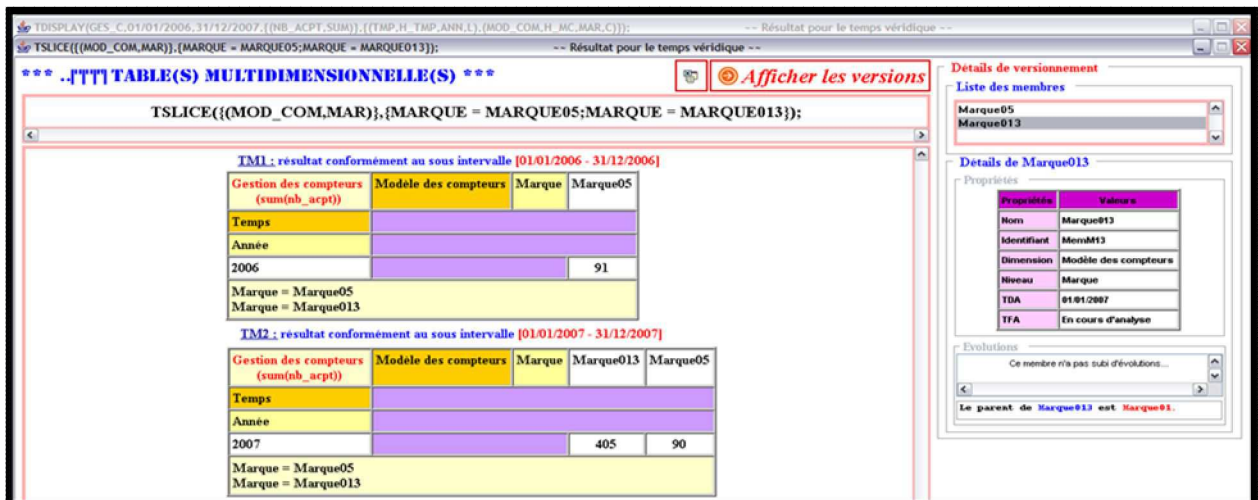 TDISPLAY(GES_C,01/01/2006,31/12/2007,{(NB_ACPT,SUM)},{(TMP,H_TMP,ANN,L),(MOD_COM,H_MC,MAR,C)}); -- Résultat pour le temps véridique --
TSLICE({(MOD_COM,MAR)},{MARQUE = MARQUE05;MARQUE = MARQUE013}); -- Résultat pour le temps véridique --
TABLE(S) MULTIDIMENSIONNELLE(S) ***
Afficher les versions
TSLICE({(MOD_COM,MAR)},{MARQUE = MARQUE05;MARQUE = MARQUE013});
TM1 : résultat conformément au sous intervalle [01/01/2006 - 31/12/2006]
Gestion des compteurs (sum(nb_acpt)) Modèle des compteurs Marque Marque05
Temps
Année
2006 91
Marque = Marque05
Marque = Marque013
TM2 : résultat conformément au sous intervalle [01/01/2007 - 31/12/2007]
Gestion des compteurs (sum(nb_acpt)) Modèle des compteurs Marque Marque013 Marque05
Temps
Année
2007 405 90
Marque = Marque05
Marque = Marque013
Détails de versionnement
Liste des membres
Marque05
Marque013
Détails de Marque013
Propriétés
Propriétés Valeurs
Nom Marque013
Identifiant MemM13
Dimension Modèle des compteurs
Niveau Marque
TDA 01/01/2007
TFA En cours d'analyse
Evolutions
Ce membre n'a pas subi d'évolutions...
Le parent de Marque013 est Marque01.